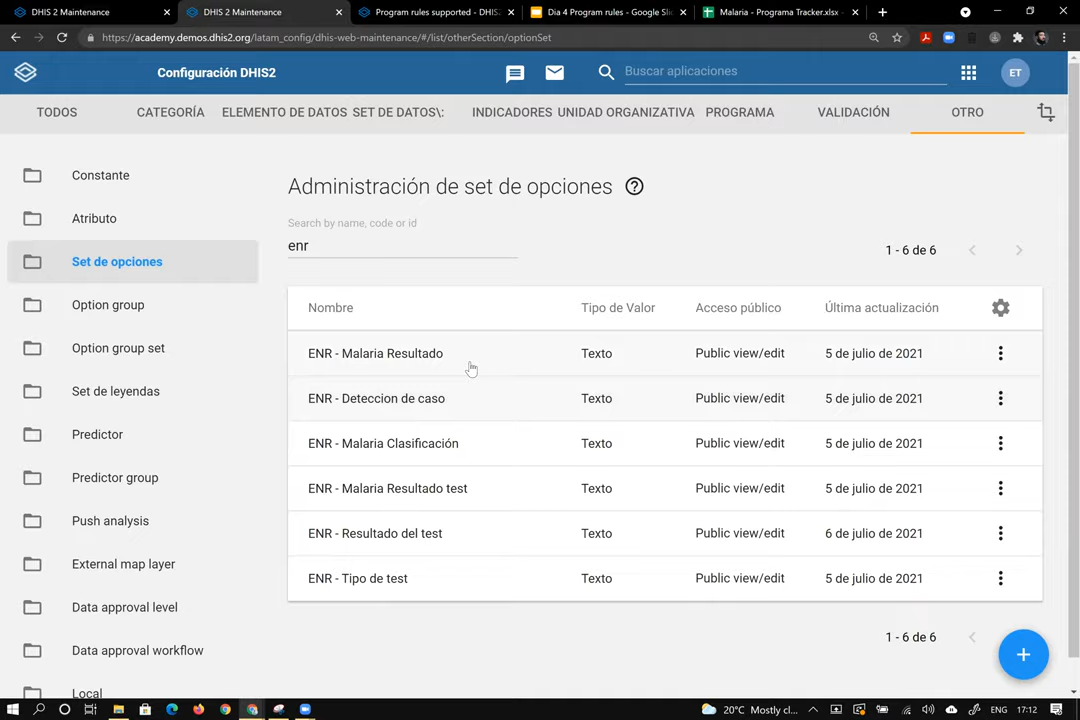 DHIS 2 Maintenance
DHIS 2 Maintenance
Program rules supported - DHIS
Dia 4 Program rules - Google Slid
Malaria - Programa Tracker.xlsx -
https://academy.demos.dhis2.org/latam_config/dhis-web-maintenance/#/list/otherSection/optionSet
Configuración DHIS2
Buscar aplicaciones
ET
TODOS
CATEGORÍA
ELEMENTO DE DATOS
SET DE DATOS\:
INDICADORES
UNIDAD ORGANIZATIVA
PROGRAMA
VALIDACIÓN
OTRO
Constante
Atributo
Set de opciones
Option group
Option group set
Set de leyendas
Predictor
Predictor group
Push analysis
External map layer
Data approval level
Data approval workflow
Local
Administración de set de opciones
Search by name, code or id
enr
1 - 6 de 6
Nombre Tipo de Valor Acceso público Última actualización
ENR - Malaria Resultado Texto Public view/edit 5 de julio de 2021
ENR - Deteccion de caso Texto Public view/edit 5 de julio de 2021
ENR - Malaria Clasificación Texto Public view/edit 5 de julio de 2021
ENR - Malaria Resultado test Texto Public view/edit 5 de julio de 2021
ENR - Resultado del test Texto Public view/edit 6 de julio de 2021
ENR - Tipo de test Texto Public view/edit 5 de julio de 2021
1 - 6 de 6
20°C Mostly cl...
ENG
17:12